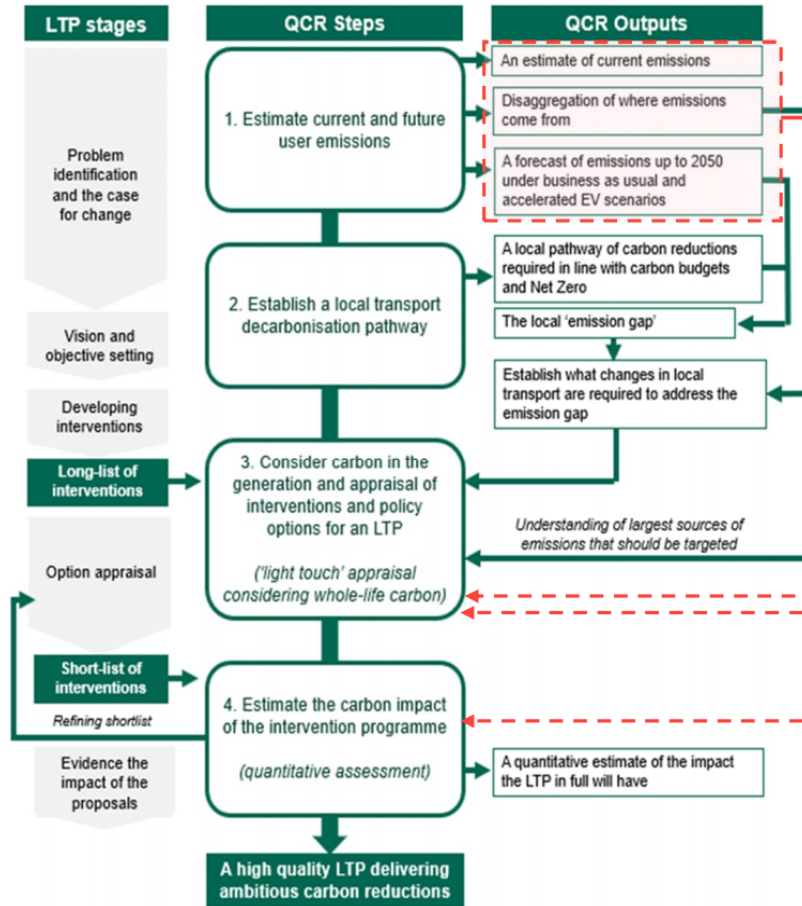 LTP stages
QCR Steps
QCR Outputs
Problem
identification
and the case
for change
1. Estimate current and future
user emissions
An estimate of current emissions
Disaggregation of where emissions
come from
A forecast of emissions up to 2050
under business as usual and
accelerated EV scenarios
Vision and
objective setting
2. Establish a local transport
decarbonisation pathway
A local pathway of carbon reductions
required in line with carbon budgets
and Net Zero
The local ‘emission gap’
Establish what changes in local
transport are required to address the
emission gap
Developing
interventions
Long-list of
interventions
3. Consider carbon in the
generation and appraisal of
interventions and policy
options for an LTP
(‘light touch’ appraisal
considering whole-life carbon)
Understanding of largest sources of
emissions that should be targeted
Option appraisal
Short-list of
interventions
Refining shortlist
4. Estimate the carbon impact
of the intervention programme
(quantitative assessment)
Evidence the
impact of the
proposals
A quantitative estimate of the impact
the LTP in full will have
A high quality LTP delivering
ambitious carbon reductions